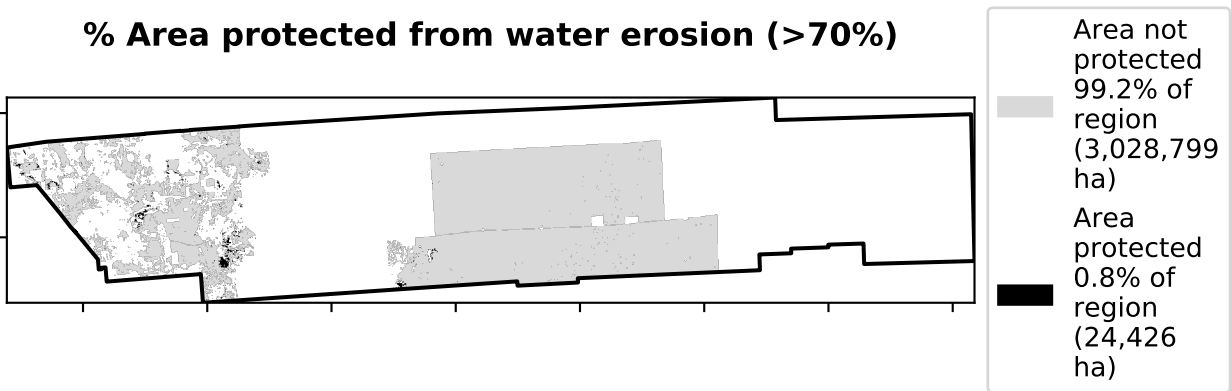 % Area protected from water erosion (>70%)
Area not
protected
99.2% of
region
(3,028,799
ha)
Area
protected
0.8% of
region
(24,426
ha)